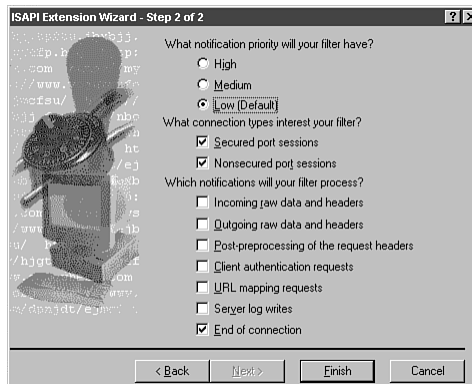 ISAPI Extension Wizard - Step 2 of 2
What notification priority will your filter have?
High
Medium
Low (Default)
What connection types interest your filter?
Secured port sessions
Nonsecured port sessions
Which notifications will your filter process?
Incoming raw data and headers
Outgoing raw data and headers
Post-preprocessing of the request headers
Client authentication requests
URL mapping requests
Server log writes
End of connection
< Back
Next >
Finish
Cancel